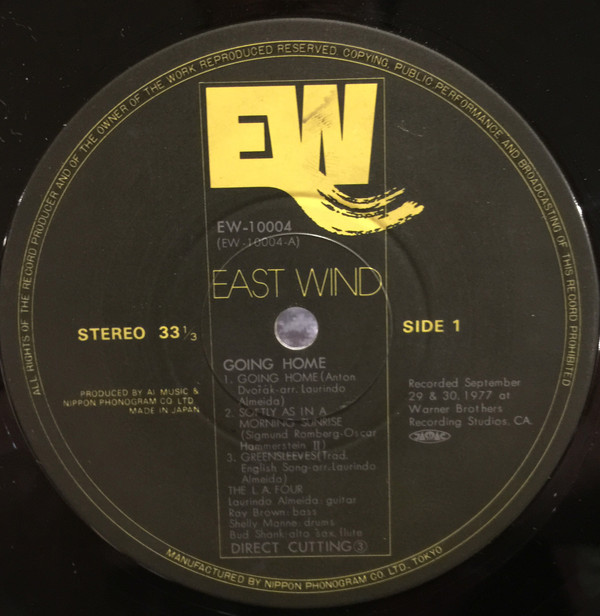 ALL RIGHTS OF THE RECORD PRODUCER AND OF THE OWNER OF THE WORK REPRODUCED RESERVED. COPYING, PUBLIC PERFORMANCE AND BROADCASTING OF THIS RECORD PROHIBITED
EW
EW-10004
(EW-10004-A)
EAST WIND
STEREO 33 1/3
SIDE 1
PRODUCED BY AI MUSIC &
NIPPON PHONOGRAM CO. LTD.
MADE IN JAPAN
GOING HOME
1. GOING HOME (Anton
Dvořák-arr. Laurindo
Almeida)
2. SOFTLY AS IN A
MORNING SUNRISE
(Sigmund Romberg-Oscar
Hammerstein II)
3. GREENSLEEVES (Trad.
English Song-arr. Laurindo
Almeida)
THE L.A. FOUR
Laurindo Almeida: guitar
Ray Brown: bass
Shelly Manne: drums
Bud Shank: alto sax, flute
DIRECT CUTTING③
Recorded September
29 & 30, 1977 at
Warner Brothers
Recording Studios, CA.
JASRAC
MANUFACTURED BY NIPPON PHONOGRAM CO. LTD., TOKYO